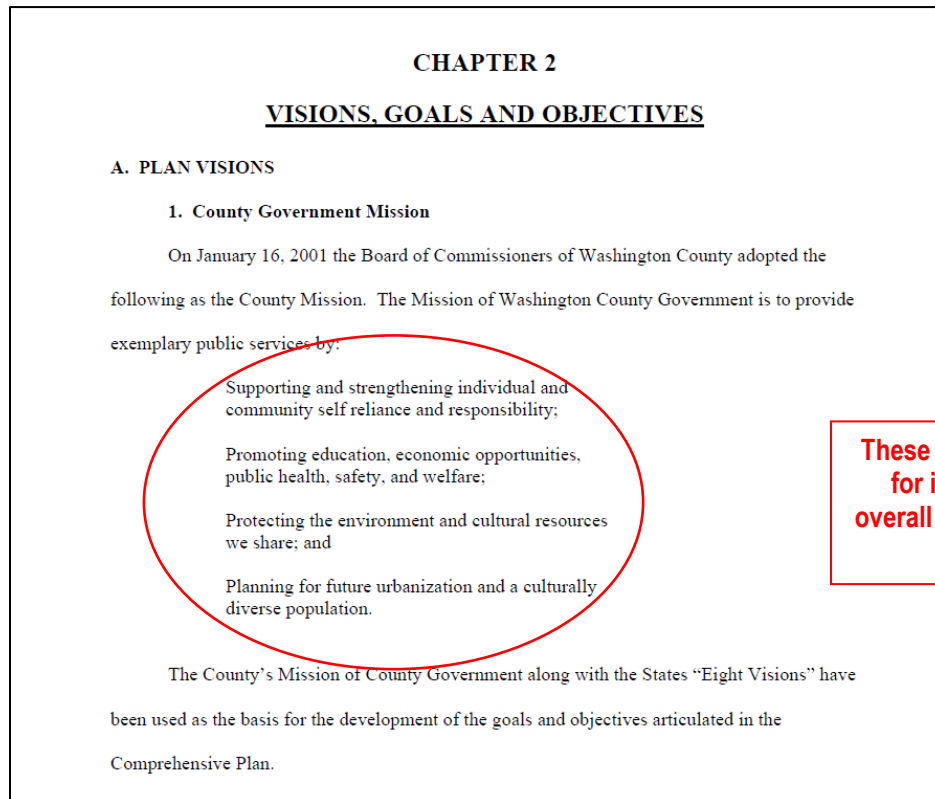 CHAPTER 2
VISIONS, GOALS AND OBJECTIVES
A. PLAN VISIONS
1. County Government Mission
On January 16, 2001 the Board of Commissioners of Washington County adopted the
following as the County Mission. The Mission of Washington County Government is to provide
exemplary public services by:
Supporting and strengthening individual and
community self reliance and responsibility;
Promoting education, economic opportunities,
public health, safety, and welfare;
Protecting the environment and cultural resources
we share; and
Planning for future urbanization and a culturally
diverse population.
These
for i
overall
The County’s Mission of County Government along with the States “Eight Visions” have
been used as the basis for the development of the goals and objectives articulated in the
Comprehensive Plan.